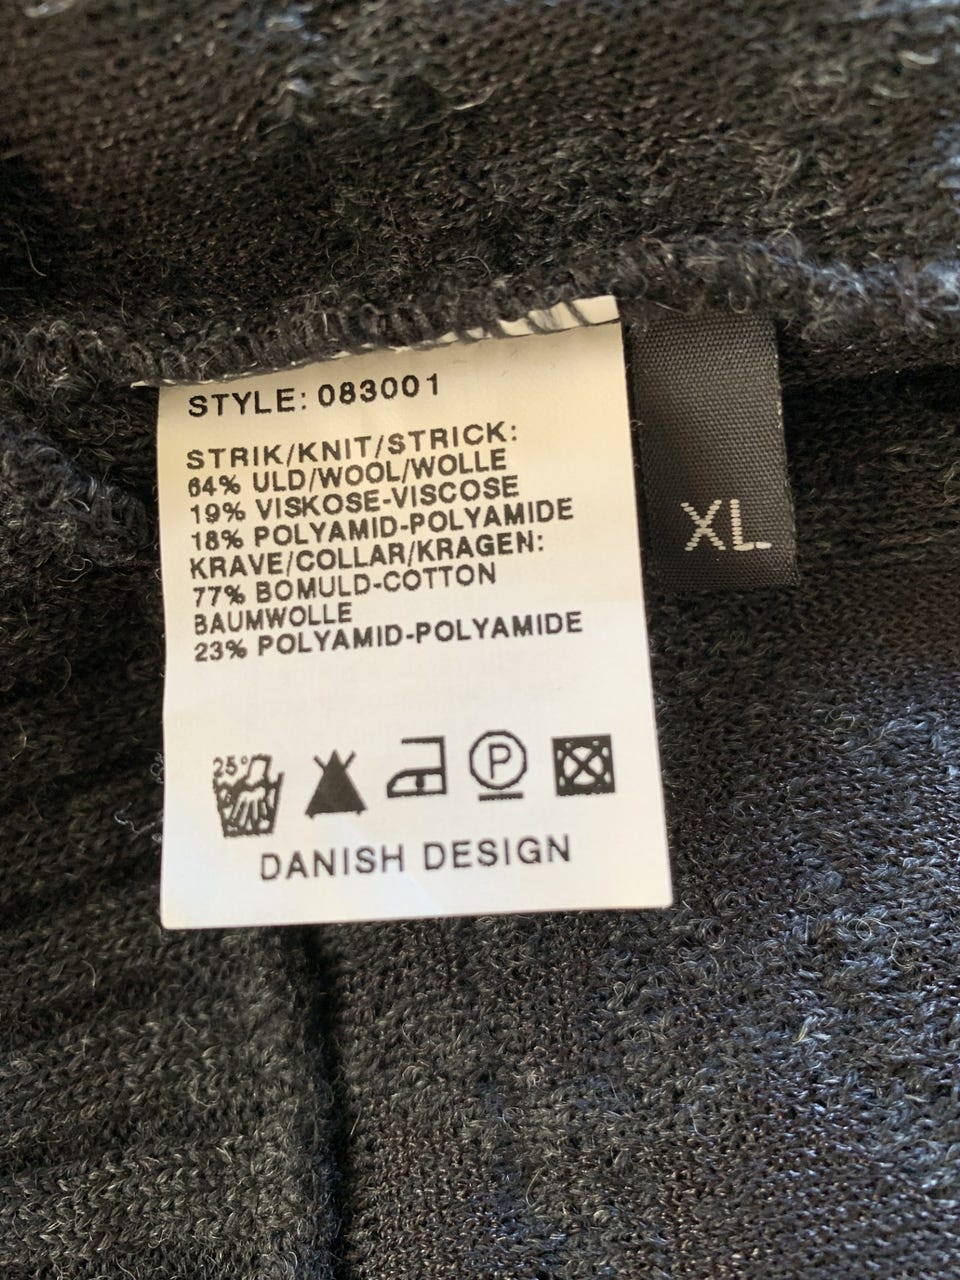 STYLE: 083001
STRIK/KNIT/STRICK:
64% ULD/WOOL/WOLLE
19% VISKOSE-VISCOSE
18% POLYAMID-POLYAMIDE
KRAVE/COLLAR/KRAGEN:
77% BOMULD-COTTON
BAUMWOLLE
23% POLYAMID-POLYAMIDE
25°
P
DANISH DESIGN
XL